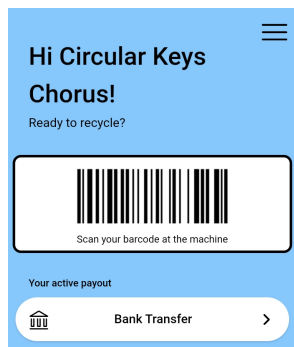 Hi Circular Keys
Chorus!
Ready to recycle?
Scan your barcode at the machine
Your active payout
Bank Transfer